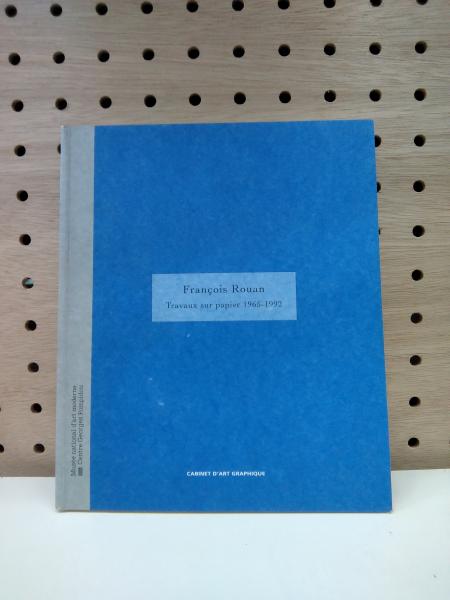 François Rouan
Travaux sur papier 1965-1992
CABINET D'ART GRAPHIQUE
Musée national d'art moderne
Centre Georges Pompidou